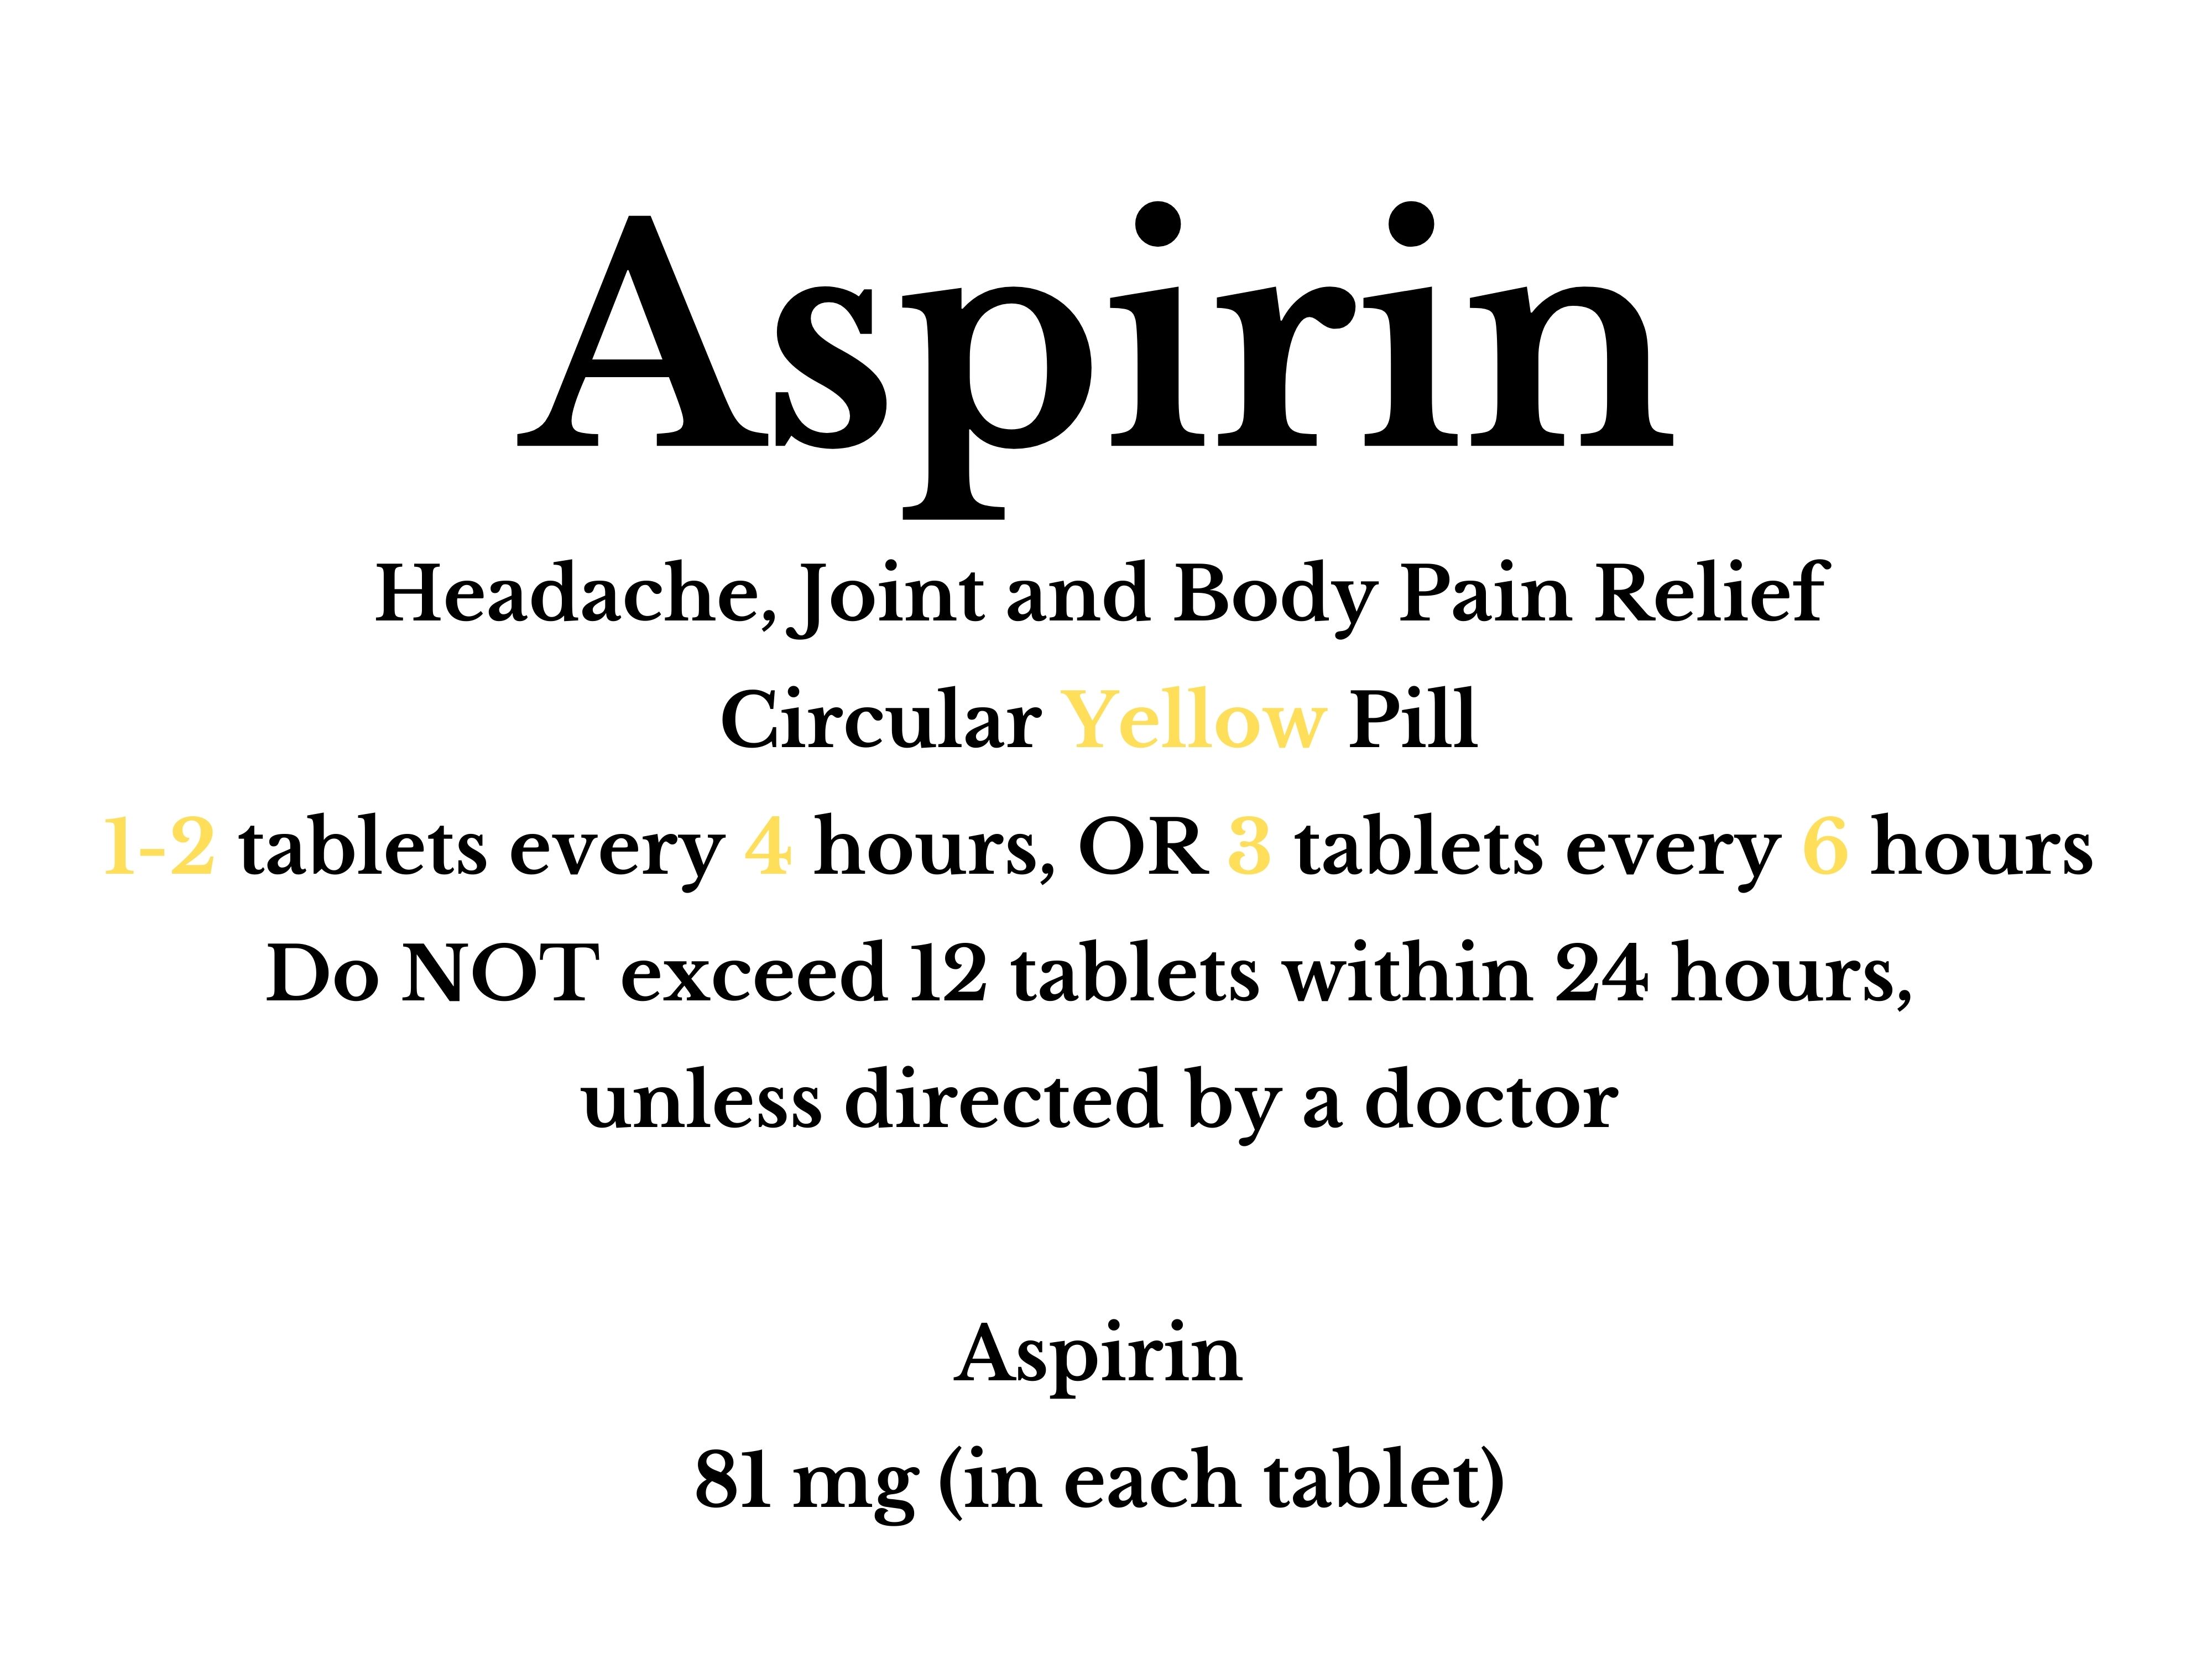 Aspirin
Headache, Joint and Body Pain Relief
Circular Yellow Pill
1-2 tablets every 4 hours, OR 3 tablets every 6 hours
Do NOT exceed 12 tablets within 24 hours,
unless directed by a doctor
Aspirin
81 mg (in each tablet)